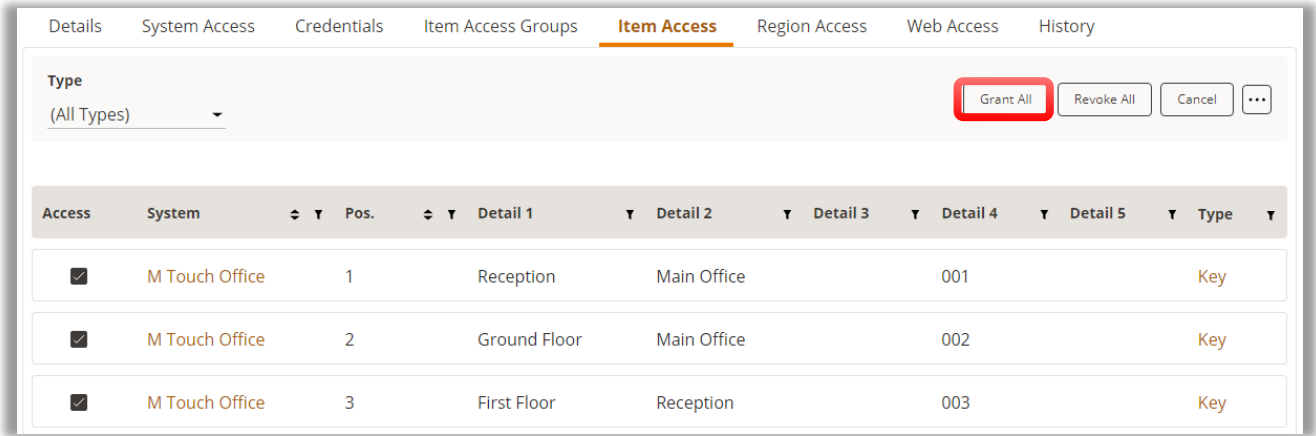 Details System Access Credentials Item Access Groups Item Access Region Access Web Access History
Type
(All Types)
Grant All Revoke All Cancel ...
Access System Pos. Detail 1 Detail 2 Detail 3 Detail 4 Detail 5 Type
M Touch Office 1 Reception Main Office 001 Key
M Touch Office 2 Ground Floor Main Office 002 Key
M Touch Office 3 First Floor Reception 003 Key